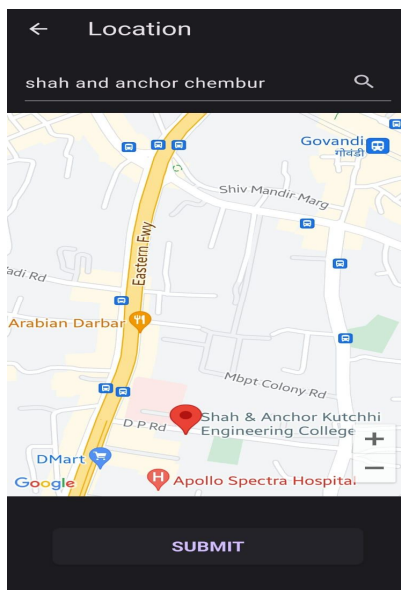 Location
shah and anchor chembur
Govandi
गोवंडी
Shiv Mandir Marg
Eastern Fwy
adi Rd
Arabian Darbar
Mbpt Colony Rd
Shah & Anchor Kutchhi
D P Rd
Engineering College
+
DMart
−
H
Apollo Spectra Hospital
Google
SUBMIT